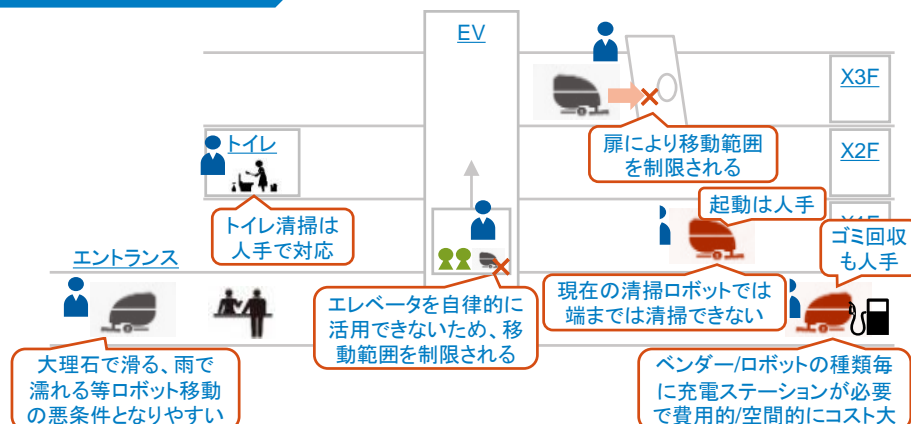 EV
X3F
扉により移動範囲
を制限される
トイレ
X2F
トイレ清掃は
人手で対応
起動は人手
ゴミ回収
も人手
エントランス
エレベータを自律的に
活用できないため、移
動範囲を制限される
現在の清掃ロボットでは
端までは清掃できない
大理石で滑る、雨で
濡れる等ロボット移動
の悪条件となりやすい
ベンダー/ロボットの種類毎
に充電ステーションが必要
で費用的/空間的にコスト大